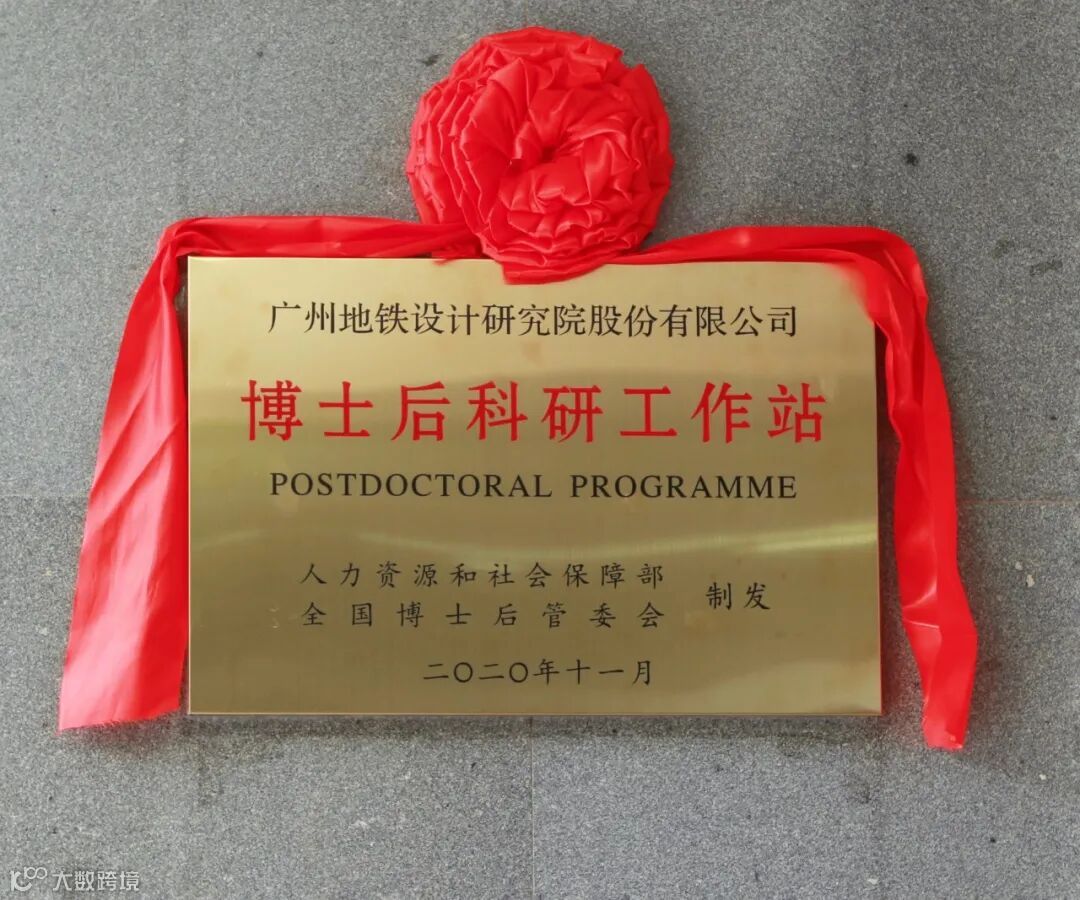 广州地铁设计研究院股份有限公司
博士后科研工作站
POSTDOCTORAL PROGRAMME
人力资源和社会保障部
全国博士后管委会
制发
二〇二〇年十一月
大数跨境